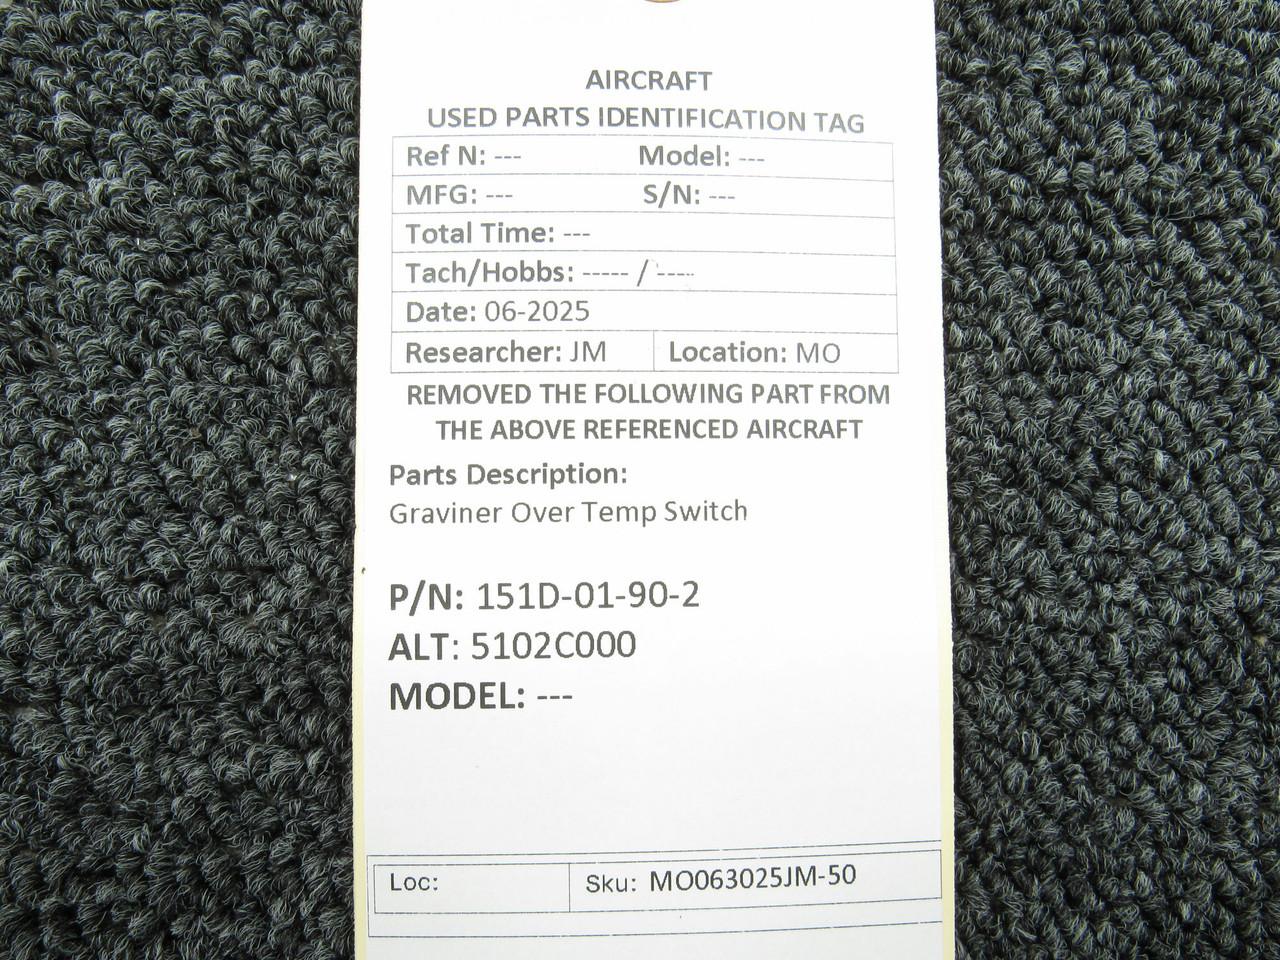 AIRCRAFT
USED PARTS IDENTIFICATION TAG
Ref N: --- Model: ---
MFG: --- S/N: ---
Total Time: ---
Tach/Hobbs: ----- / -----
Date: 06-2025
Researcher: JM Location: MO
REMOVED THE FOLLOWING PART FROM
THE ABOVE REFERENCED AIRCRAFT
Parts Description:
Graviner Over Temp Switch
P/N: 151D-01-90-2
ALT: 5102C000
MODEL: ---
Loc: Sku: MO063025JM-50